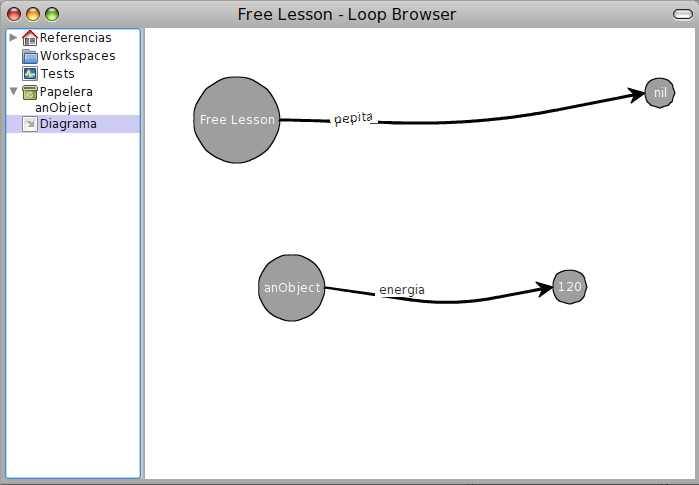 Free Lesson - Loop Browser
Referencias
Workspaces
Tests
Papelera
anObject
Diagrama
Free Lesson
pepita
nil
anObject
energia
120